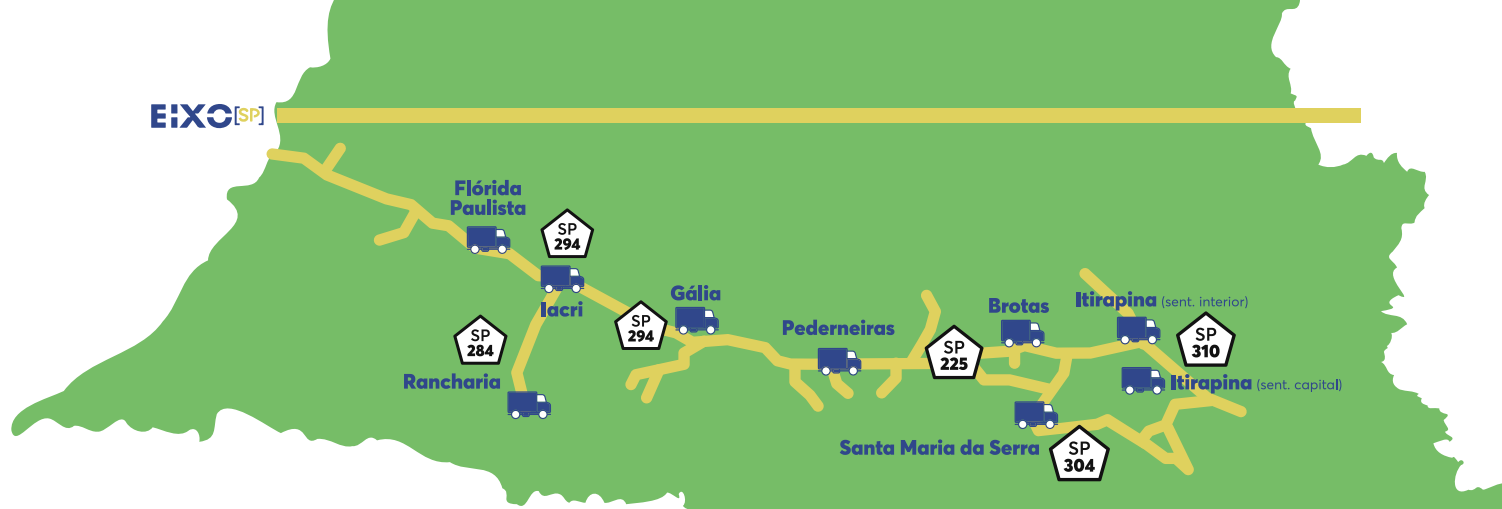 EIXO[SP]
Flórida
Paulista
SP
294
Iacri
SP
294
Gália
SP
284
Rancharia
Pederneiras
SP
225
Brotas
Itirapina (sent. interior)
SP
310
Itirapina (sent. capital)
Santa Maria da Serra
SP
304